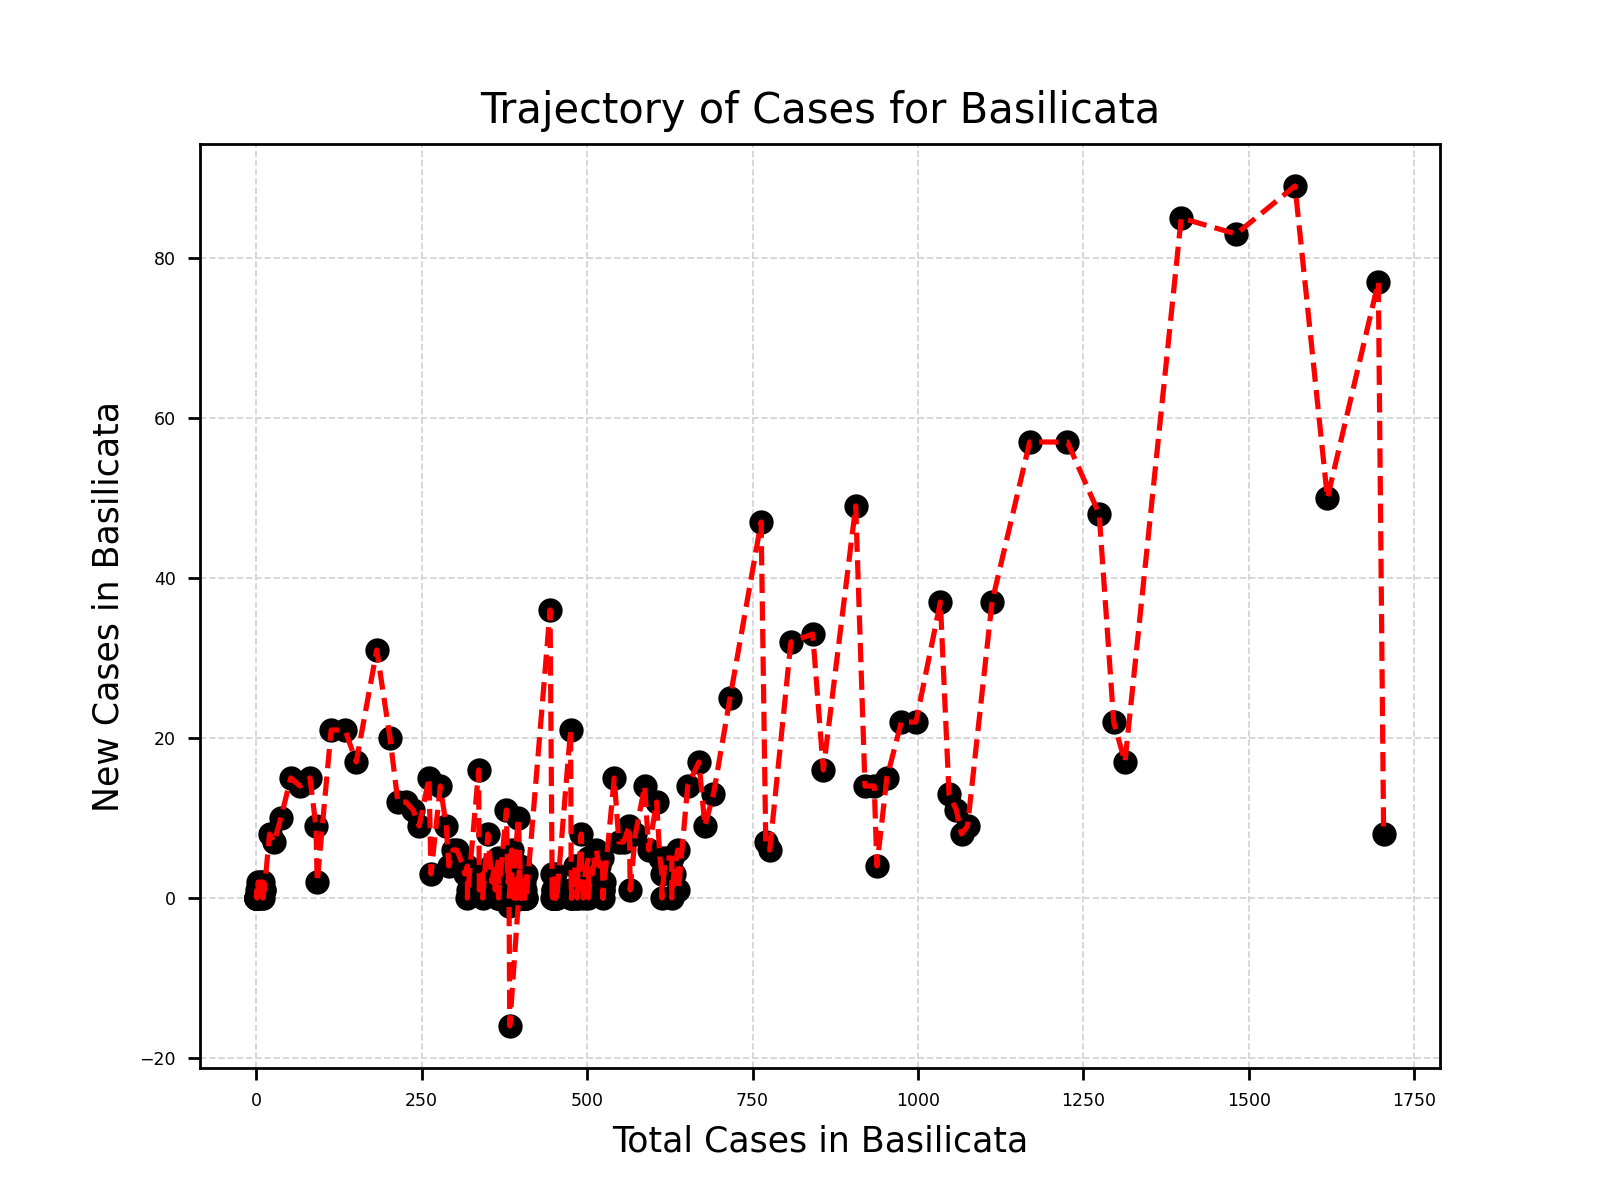 Trajectory of Cases for Basilicata
New Cases in Basilicata
80
60
40
20
0
−20
0 250 500 750 1000 1250 1500 1750
Total Cases in Basilicata